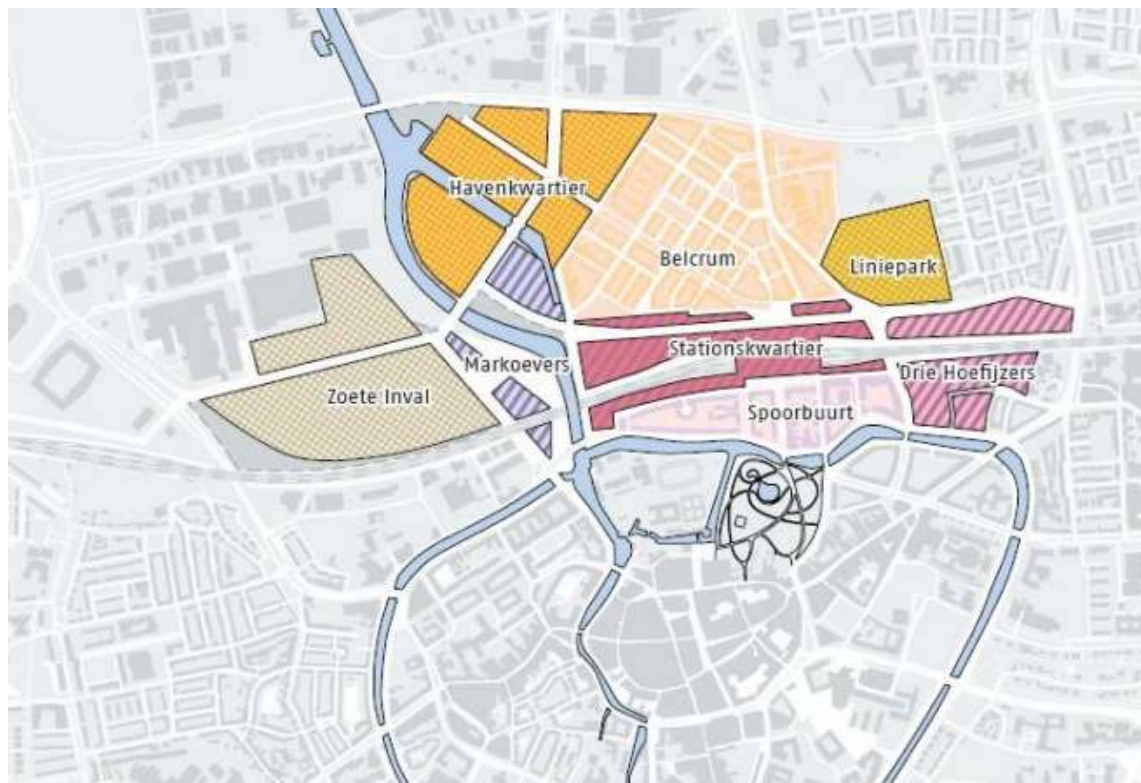 Havenkwartier
Belcrum
Liniepark
Stationskwartier
Markoevers
Drie Hoefijzers
Zoete Inval
Spoorbuurt